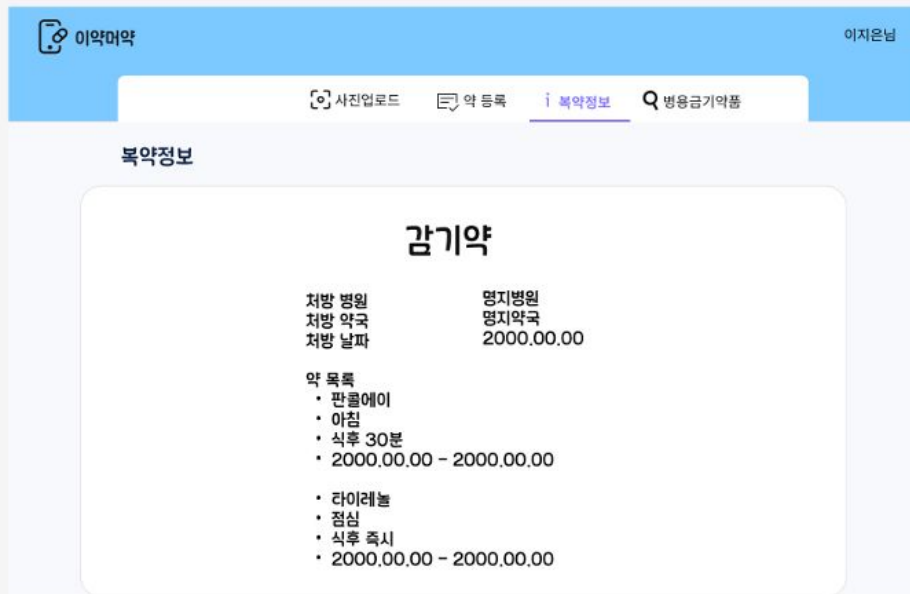 이약머약
이지은님
사진업로드 약 등록 i 복약정보 병용금기약품
복약정보
감기약
처방 병원 명지병원
처방 약국 명지약국
처방 날짜 2000.00.00
약 목록
• 판콜에이
• 아침
• 식후 30분
• 2000.00.00 - 2000.00.00
• 타이레놀
• 점심
• 식후 즉시
• 2000.00.00 - 2000.00.00